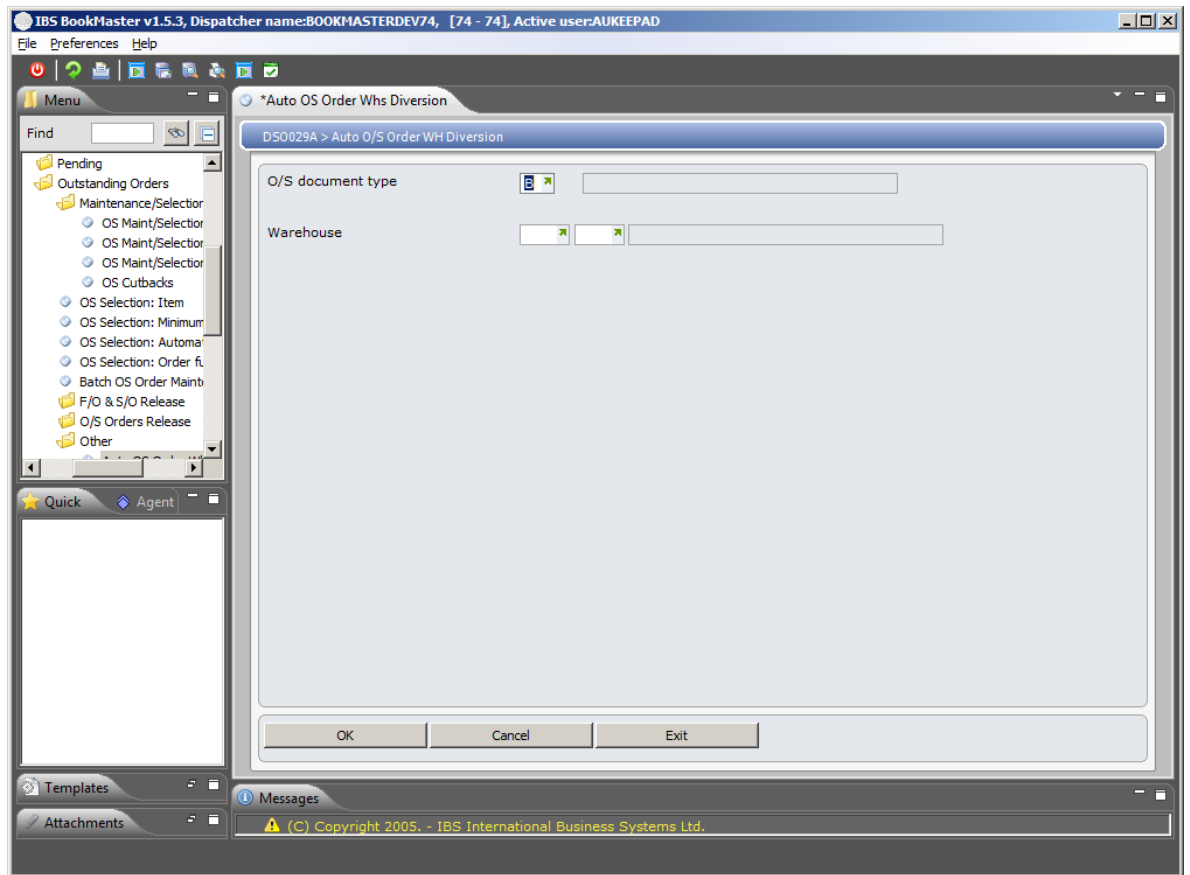 IBS BookMaster v1.5.3, Dispatcher name:BOOKMASTERDEV74, [74 - 74], Active user:AUKEEPAD
File Preferences Help
Menu
*Auto OS Order Whs Diversion
Find
DSO029A > Auto O/S Order WH Diversion
Pending
Outstanding Orders
Maintenance/Selection
OS Maint/Selection
OS Maint/Selection
OS Maint/Selection
OS Cutbacks
OS Selection: Item
OS Selection: Minimum
OS Selection: Automa
OS Selection: Order fu
Batch OS Order Maint
F/O & S/O Release
O/S Orders Release
Other
O/S document type B
Warehouse
OK Cancel Exit
Quick Agent
Templates
Attachments
Messages
(C) Copyright 2005. - IBS International Business Systems Ltd.